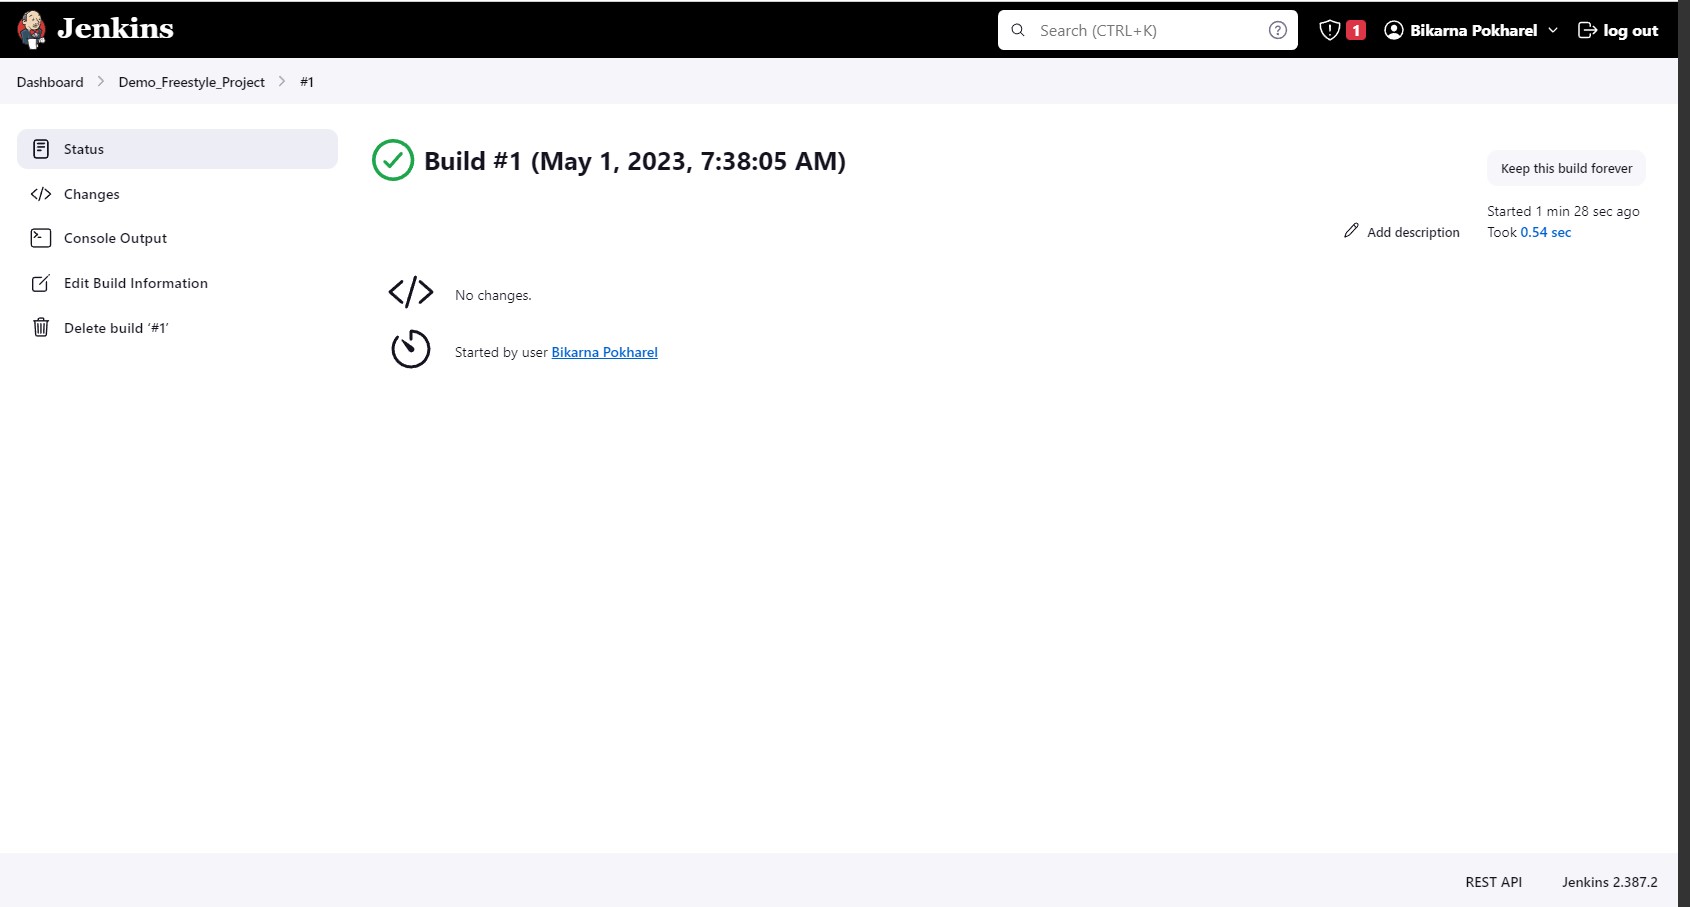 Jenkins
Search (CTRL+K)
1
Bikarna Pokharel
log out
Dashboard
Demo_Freestyle_Project
#1
Status
Changes
Console Output
Edit Build Information
Delete build ‘#1’
Build #1 (May 1, 2023, 7:38:05 AM)
Keep this build forever
Add description
Started 1 min 28 sec ago
Took 0.54 sec
No changes.
Started by user Bikarna Pokharel
REST API
Jenkins 2.387.2